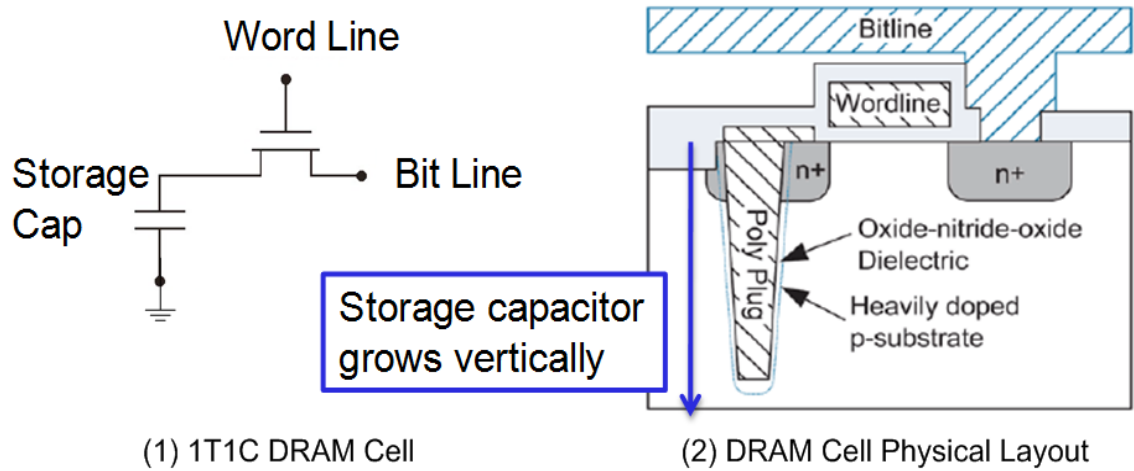 Word Line
Storage
Cap
Bit Line
Bitline
Wordline
n+
n+
Poly Plug
Oxide-nitride-oxide
Dielectric
Heavily doped
p-substrate
Storage capacitor
grows vertically
(1) 1T1C DRAM Cell
(2) DRAM Cell Physical Layout